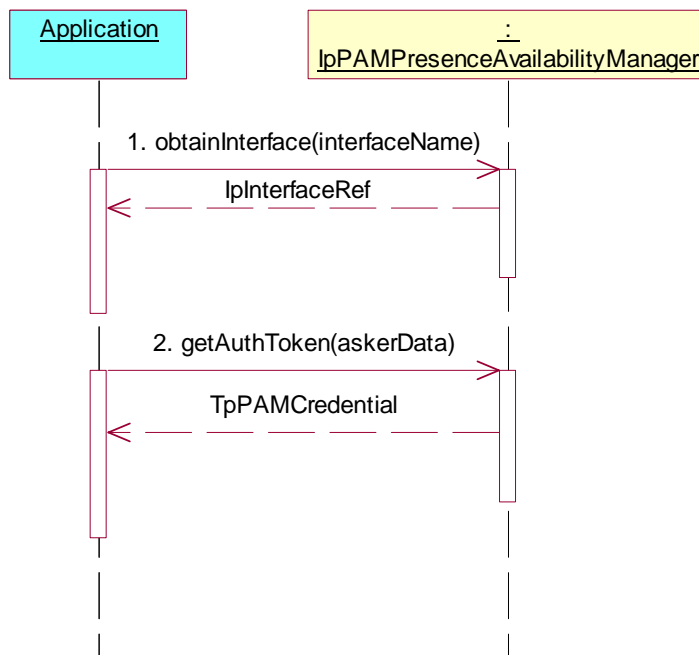 Application
:
IpPAMPresenceAvailabilityManager
1. obtainInterface(interfaceName)
IpInterfaceRef
2. getAuthToken(askerData)
TpPAMCredential